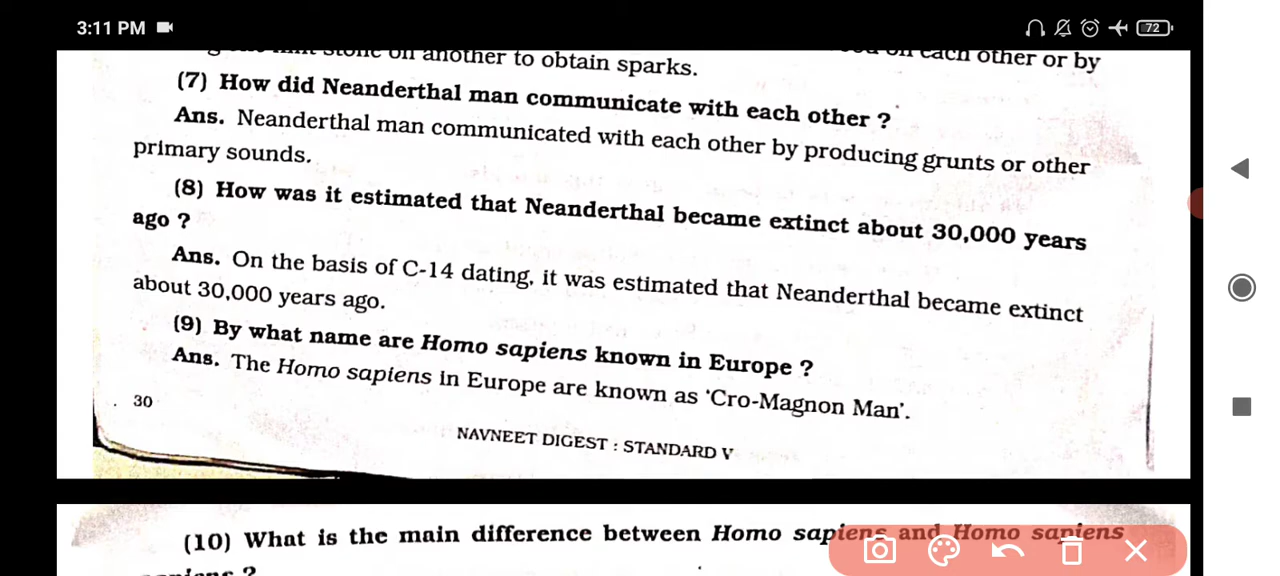 3:11 PM
72
stone on another to obtain sparks.
on each other or by
(7) How did Neanderthal man communicate with each other ?
Ans. Neanderthal man communicated with each other by producing grunts or other
primary sounds.
(8) How was it estimated that Neanderthal became extinct about 30,000 years
ago ?
Ans. On the basis of C-14 dating, it was estimated that Neanderthal became extinct
about 30,000 years ago.
(9) By what name are Homo sapiens known in Europe ?
Ans. The Homo sapiens in Europe are known as ‘Cro-Magnon Man’.
30
NAVNEET DIGEST : STANDARD V
(10) What is the main difference between Homo sapiens and Homo sapiens
sapiens ?